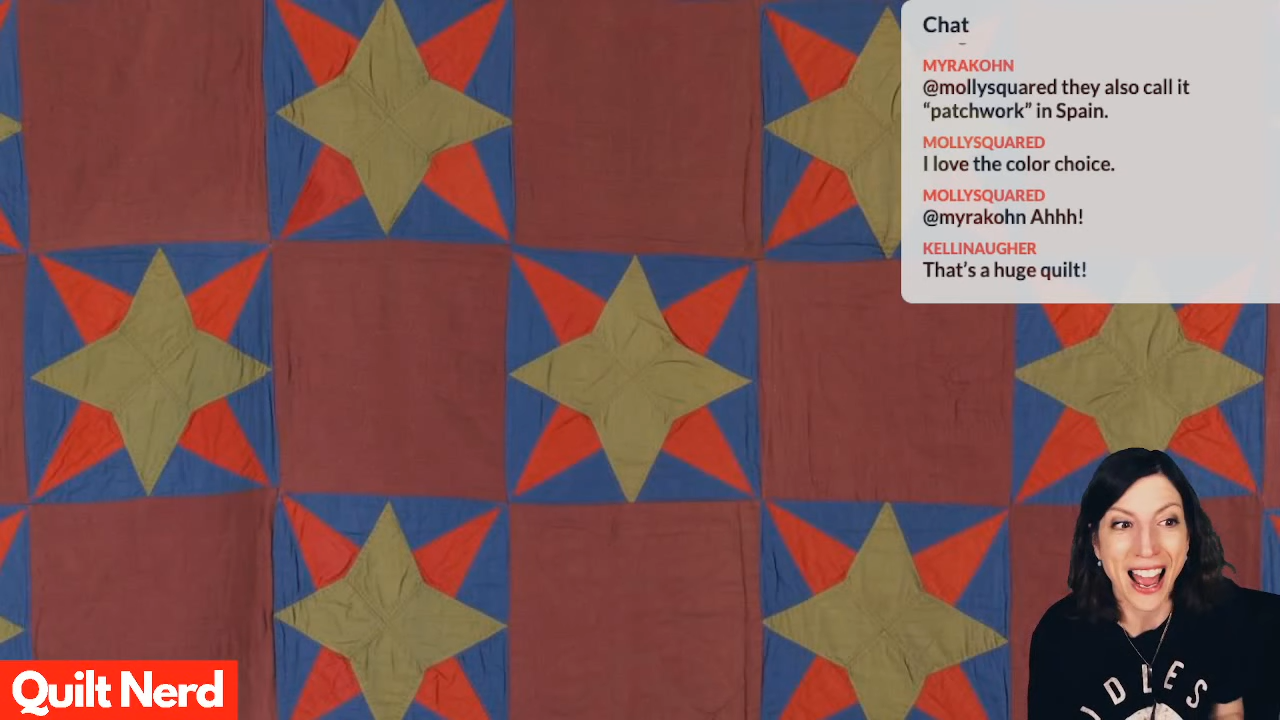 Chat
MYRAKOHN
@mollysquared they also call it
“patchwork” in Spain.
MOLLYSQUARED
I love the color choice.
MOLLYSQUARED
@myrakohn Ahhh!
KELLINAUGHER
That’s a huge quilt!
DLES
Quilt Nerd